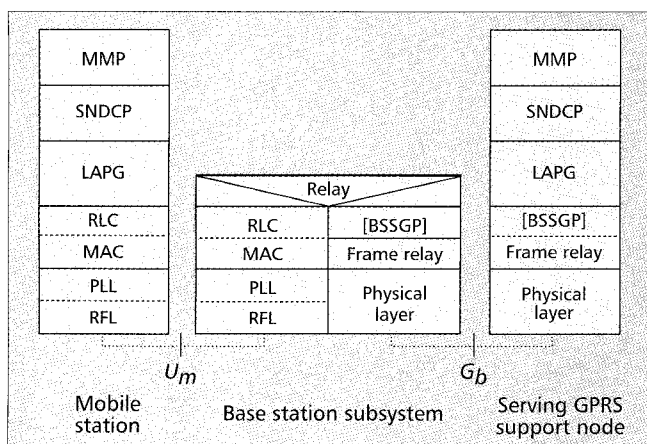 MMP
SNDCP
LAPG
RLC
MAC
PLL
RFL
Relay
RLC
MAC
PLL
RFL
[BSSGP]
Frame relay
Physical
layer
MMP
SNDCP
LAPG
[BSSGP]
Frame relay
Physical
layer
Um
Gb
Mobile
station
Base station subsystem
Serving GPRS
support node